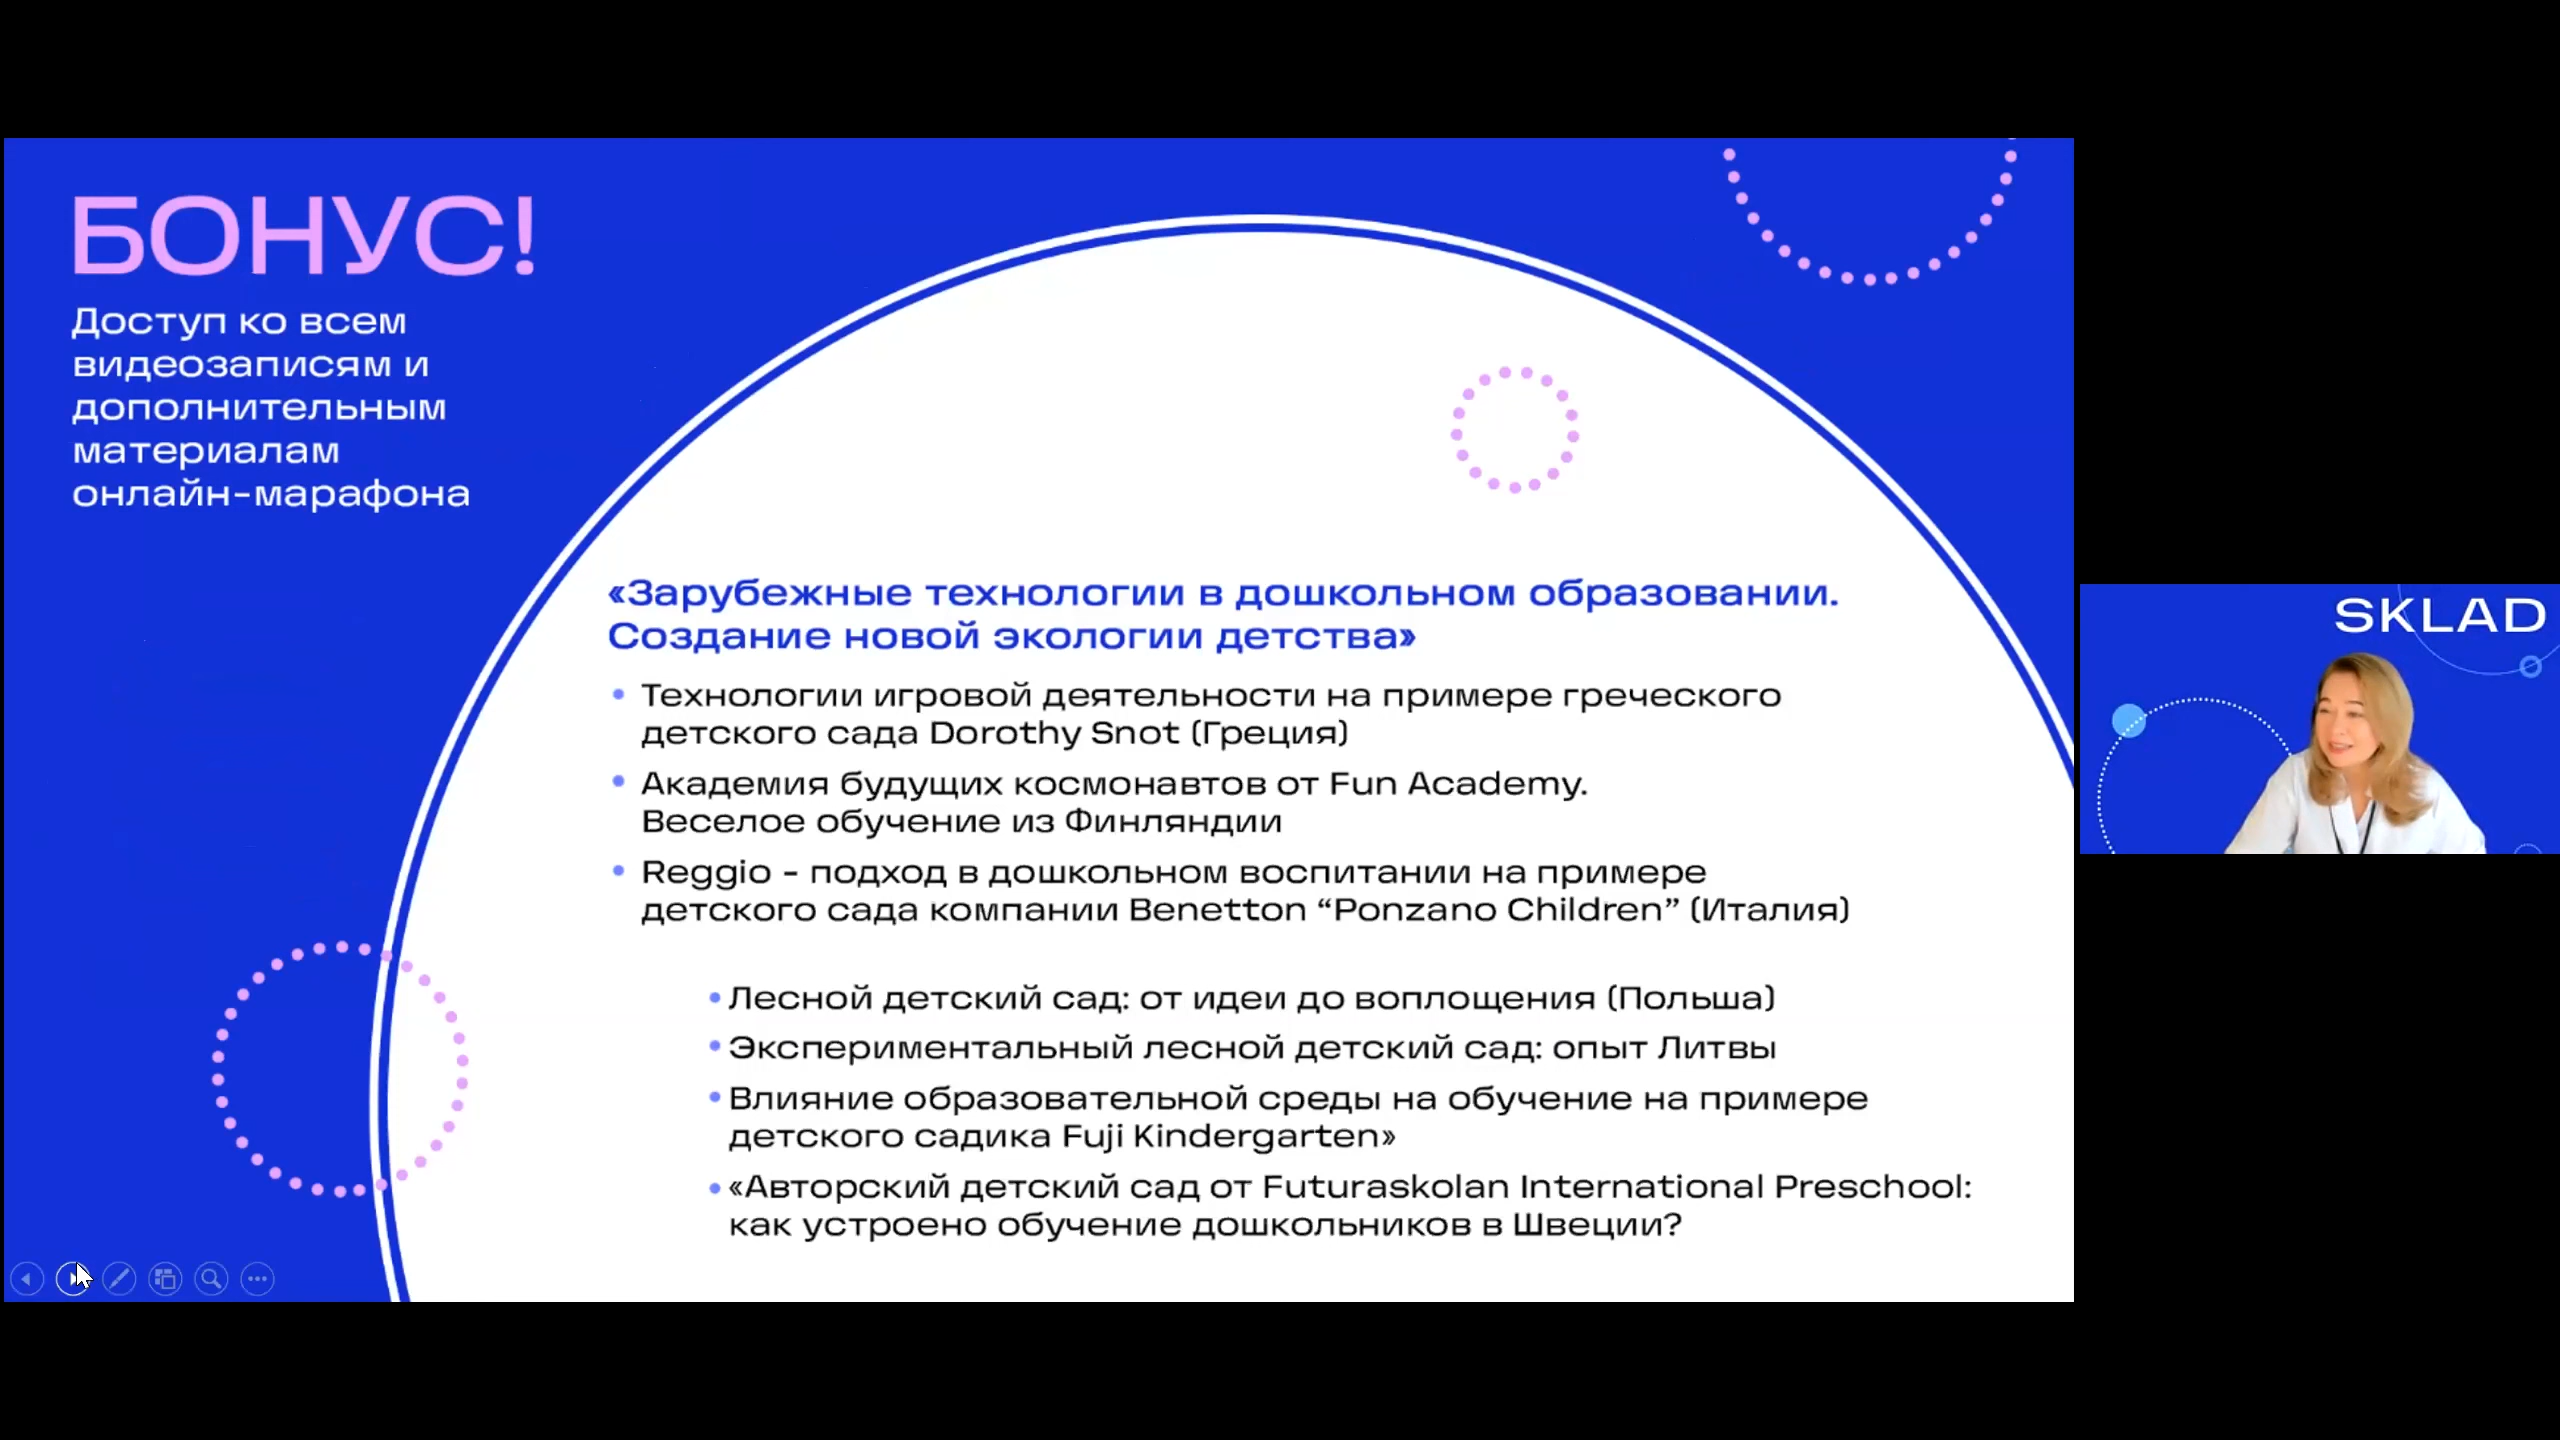 БОНУС!
Доступ ко всем
видеозаписям и
дополнительным
материалам
онлайн-марафона
«Зарубежные технологии в дошкольном образовании.
Создание новой экологии детства»
• Технологии игровой деятельности на примере греческого
детского сада Dorothy Snot (Греция)
• Академия будущих космонавтов от Fun Academy.
Веселое обучение из Финляндии
• Reggio - подход в дошкольном воспитании на примере
детского сада компании Benetton “Ponzano Children” (Италия)
• Лесной детский сад: от идеи до воплощения (Польша)
• Экспериментальный лесной детский сад: опыт Литвы
• Влияние образовательной среды на обучение на примере
детского садика Fuji Kindergarten»
• «Авторский детский сад от Futuraskolan International Preschool:
как устроено обучение дошкольников в Швеции?
SKLAD